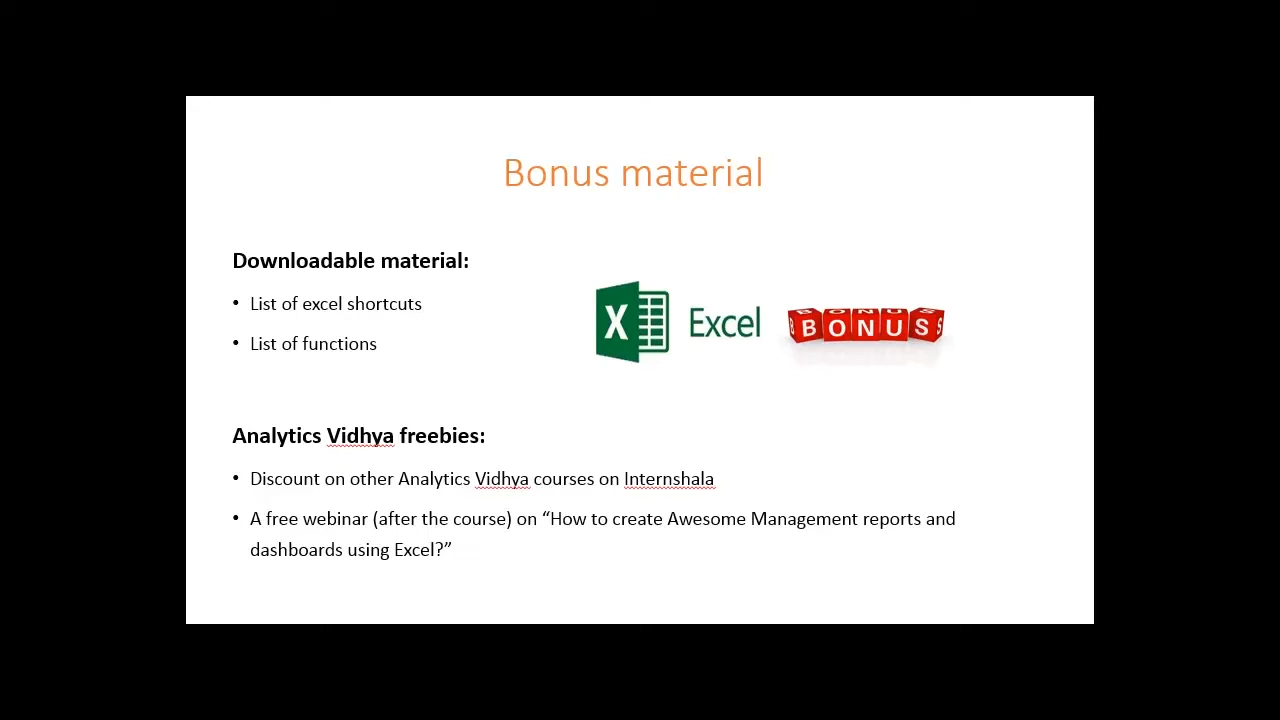 Bonus material
Downloadable material:
• List of excel shortcuts
• List of functions
X Excel
BONUS
Analytics Vidhya freebies:
• Discount on other Analytics Vidhya courses on Internshala
• A free webinar (after the course) on “How to create Awesome Management reports and
dashboards using Excel?”